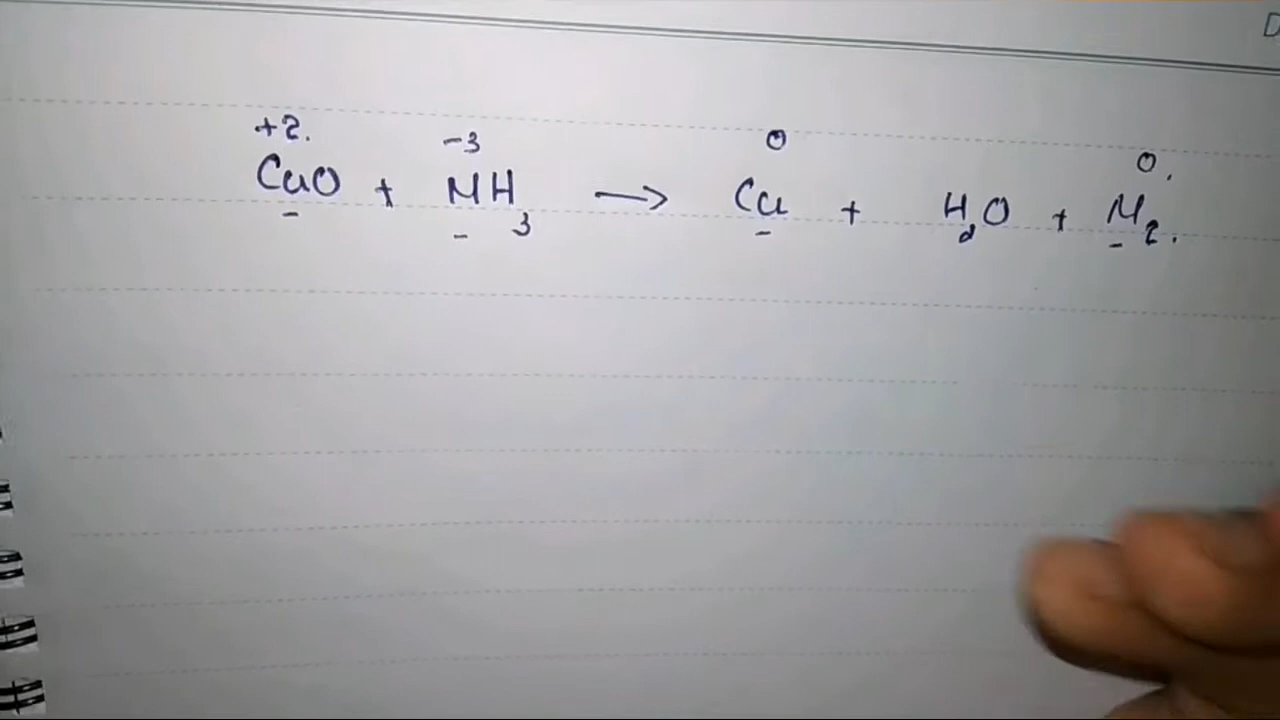 +2. -3 0 0.
CuO + NH3 → Cu + H2O + N2.